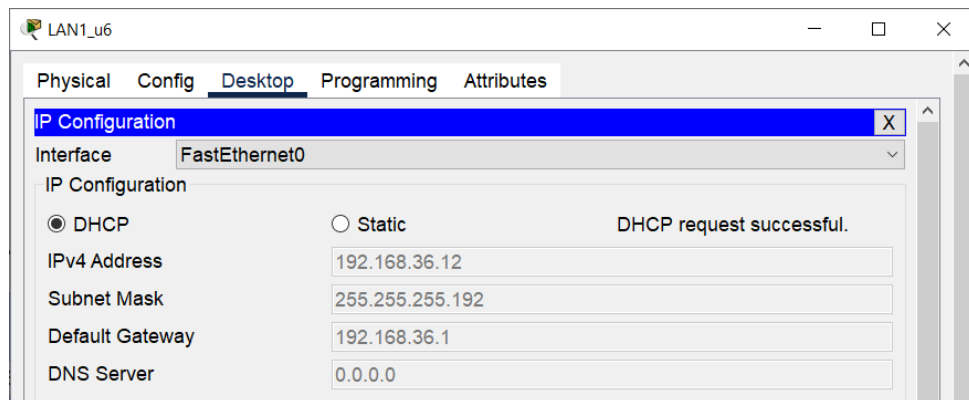 LAN1_u6
Physical Config Desktop Programming Attributes
IP Configuration X
Interface FastEthernet0
IP Configuration
DHCP Static DHCP request successful.
IPv4 Address 192.168.36.12
Subnet Mask 255.255.255.192
Default Gateway 192.168.36.1
DNS Server 0.0.0.0